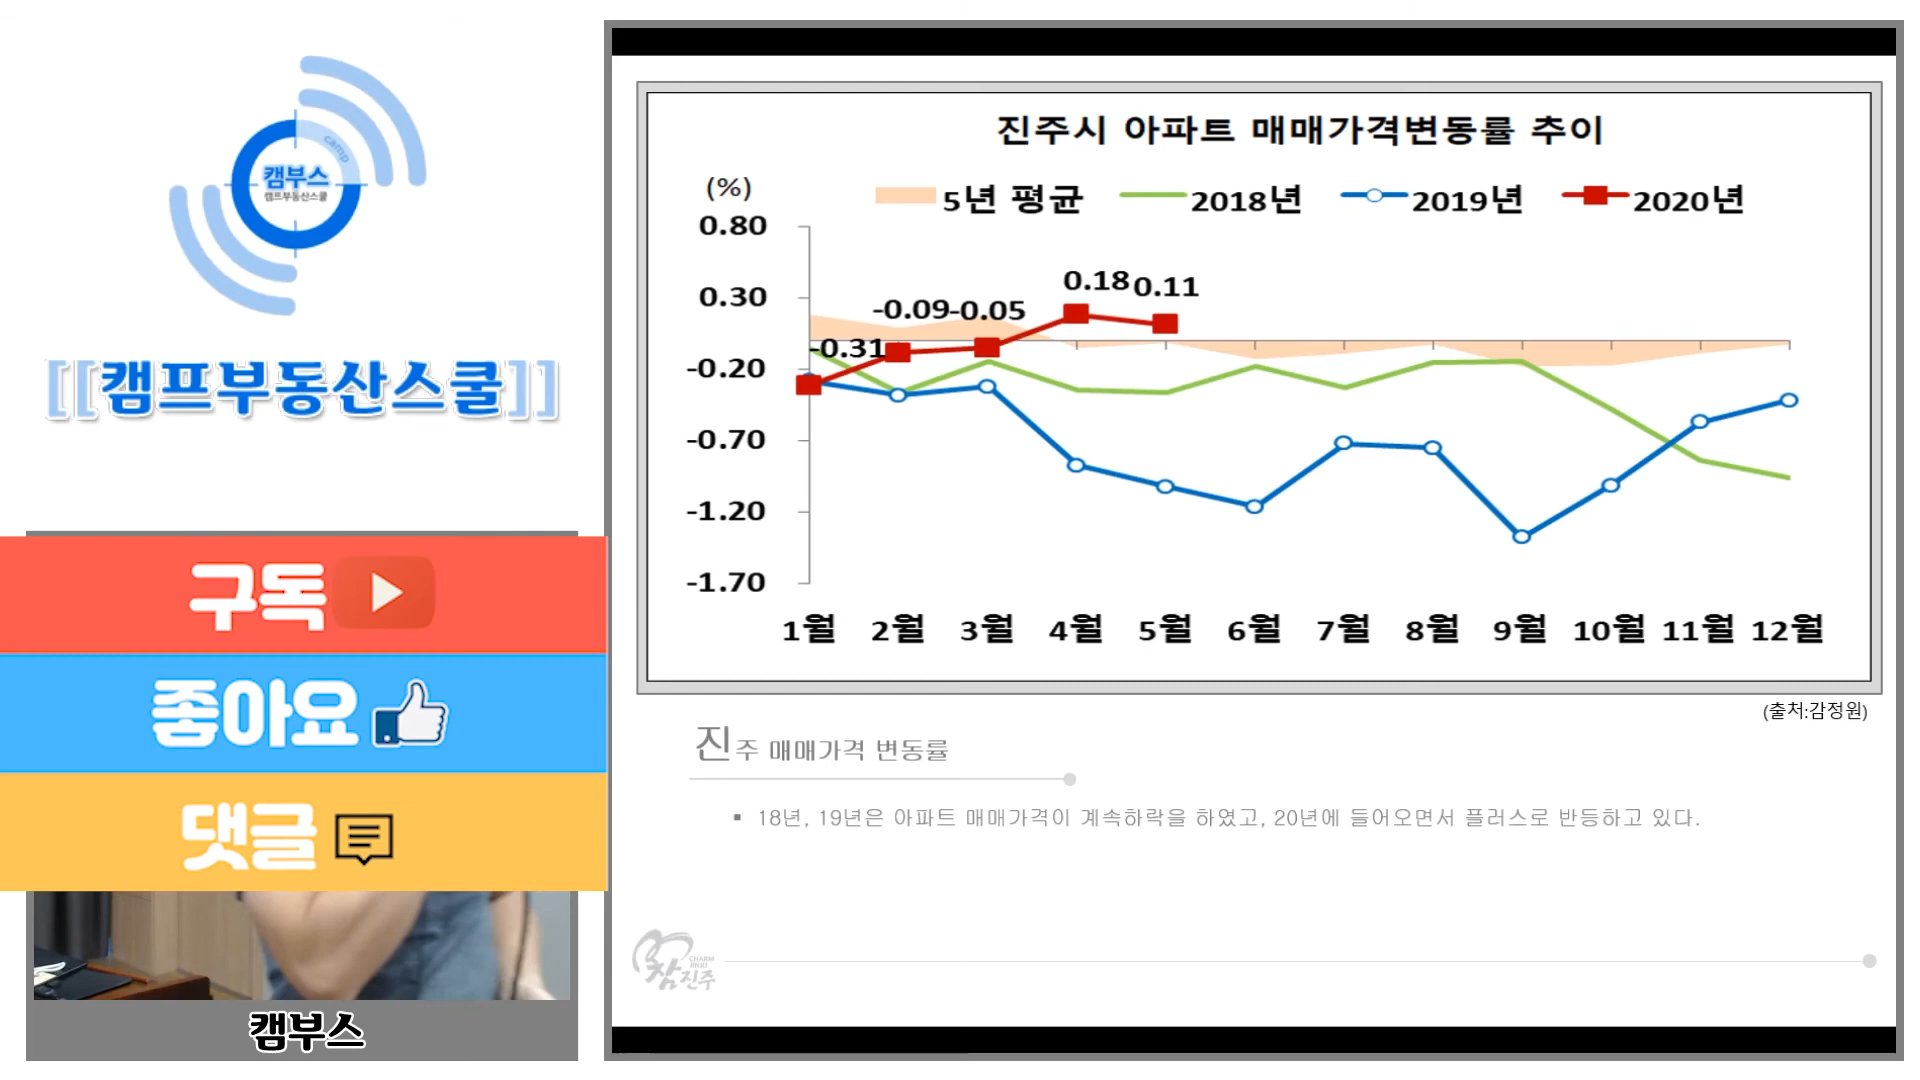 camp
캠부스
캠프부동산스쿨
[[캠프부동산스쿨]]
구독
좋아요
댓글
캠부스
진주시 아파트 매매가격변동률 추이
(%)
5년 평균 2018년 2019년 2020년
0.80
0.30
-0.20
-0.70
-1.20
-1.70
-0.31
-0.09
-0.05
0.18
0.11
1월 2월 3월 4월 5월 6월 7월 8월 9월 10월 11월 12월
(출처:감정원)
진주 매매가격 변동률
▪ 18년, 19년은 아파트 매매가격이 계속하락을 하였고, 20년에 들어오면서 플러스로 반등하고 있다.
CHARM
JINJU
참진주